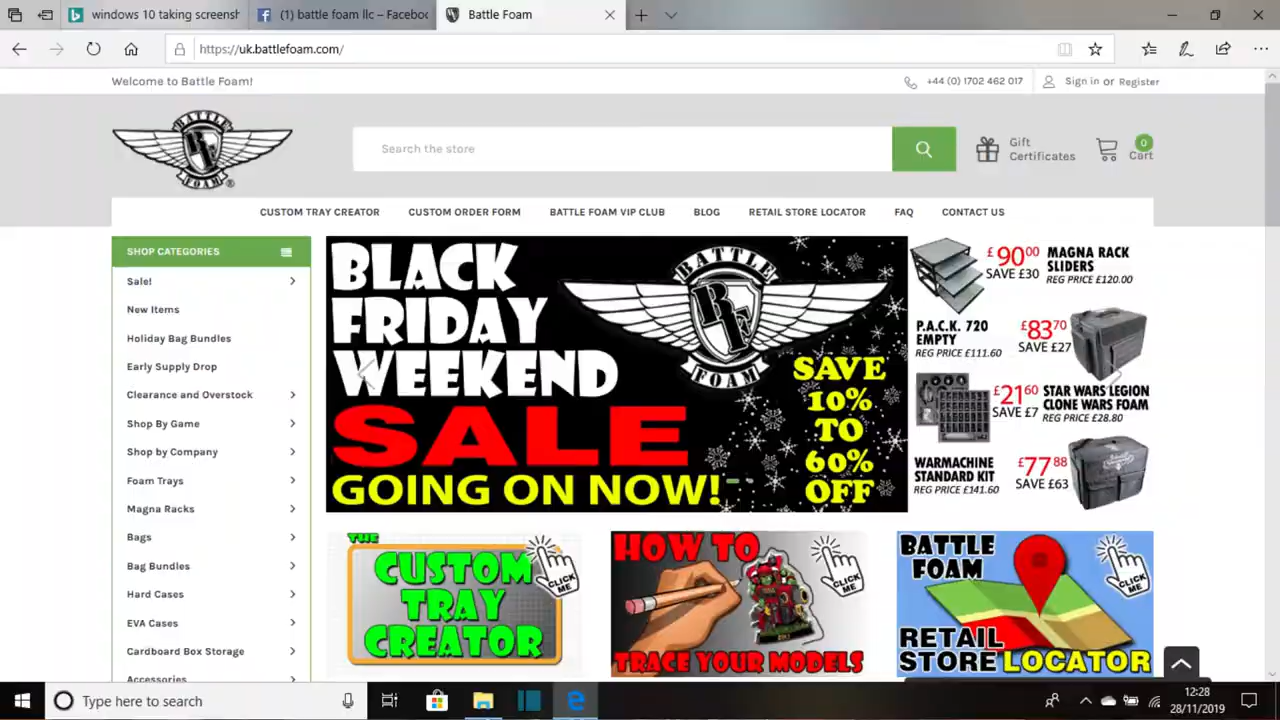 windows 10 taking screensh
(1) battle foam llc – Faceboo
Battle Foam
https://uk.battlefoam.com/
Welcome to Battle Foam!
+44 (0) 1702 462 017
Sign in or Register
BATTLE
BF
FOAM
®
Search the store
Gift
Certificates
0
Cart
CUSTOM TRAY CREATOR
CUSTOM ORDER FORM
BATTLE FOAM VIP CLUB
BLOG
RETAIL STORE LOCATOR
FAQ
CONTACT US
SHOP CATEGORIES
Sale!
New Items
Holiday Bag Bundles
Early Supply Drop
Clearance and Overstock
Shop By Game
Shop by Company
Foam Trays
Magna Racks
Bags
Bag Bundles
Hard Cases
EVA Cases
Cardboard Box Storage
Accessories
BLACK
FRIDAY
WEEKEND
SALE
GOING ON NOW!
BATTLE
BF
FOAM
SAVE
10%
TO
60%
OFF
£9000
SAVE £30
MAGNA RACK
SLIDERS
REG PRICE £120.00
P.A.C.K. 720
EMPTY
REG PRICE £111.60
£8370
SAVE £27
£2160
SAVE £7
STAR WARS LEGION
CLONE WARS FOAM
REG PRICE £28.80
WARMACHINE
STANDARD KIT
REG PRICE £141.60
£7788
SAVE £63
THE
CUSTOM
TRAY
CREATOR
CLICK
ME
HOW TO
TRACE YOUR MODELS
CLICK
ME
BATTLE
FOAM
RETAIL
STORE LOCATOR
CLICK
ME
Type here to search
12:28
28/11/2019